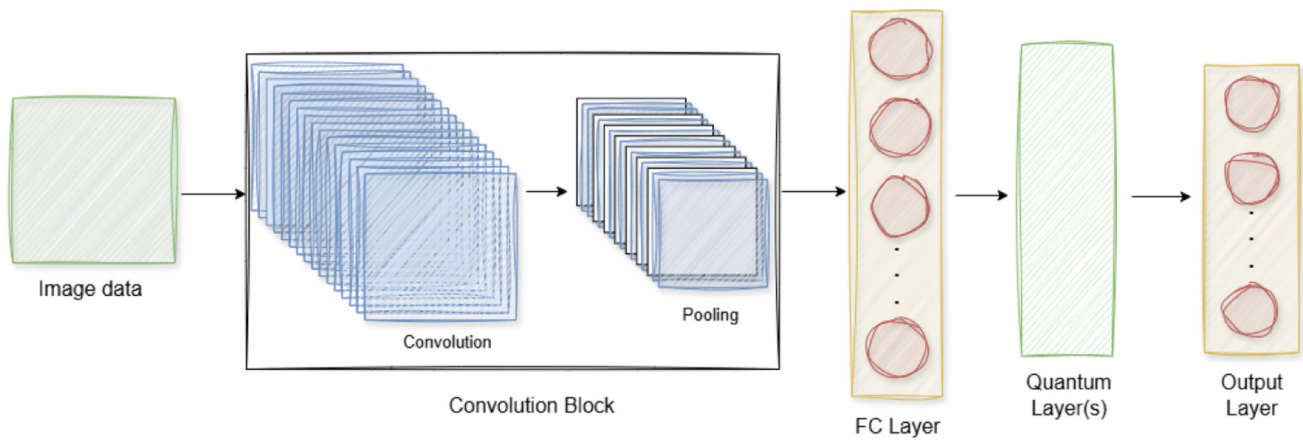 Image data
Convolution
Pooling
Convolution Block
FC Layer
Quantum
Layer(s)
Output
Layer